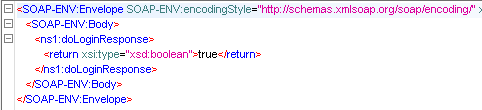 <SOAP-ENV:Envelope SOAP-ENV:encodingStyle="http://schemas.xmlsoap.org/soap/encoding/"
<SOAP-ENV:Body>
<ns1:doLoginResponse>
<return xsi:type="xsd:boolean">true</return>
</ns1:doLoginResponse>
</SOAP-ENV:Body>
</SOAP-ENV:Envelope>